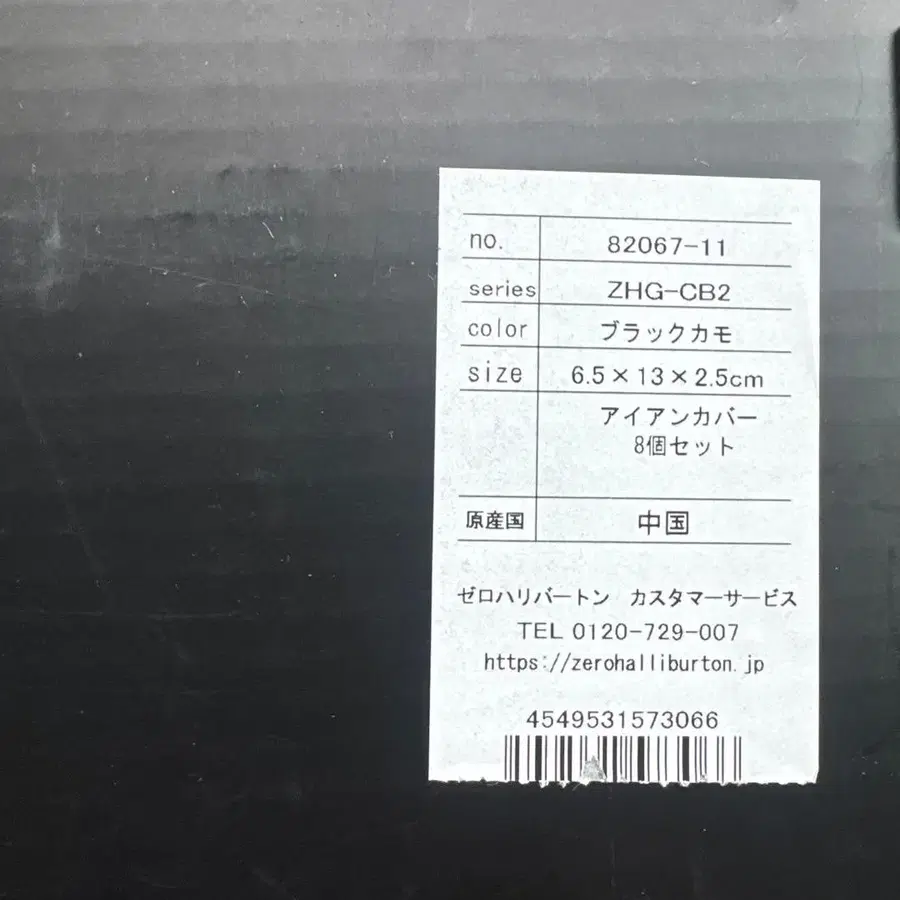 no. 82067-11
series ZHG-CB2
color ブラックカモ
size 6.5×13×2.5cm
アイアンカバー
8個セット
原産国 中国
ゼロハリバートン カスタマーサービス
TEL 0120-729-007
https://zerohalliburton.jp
4549531573066